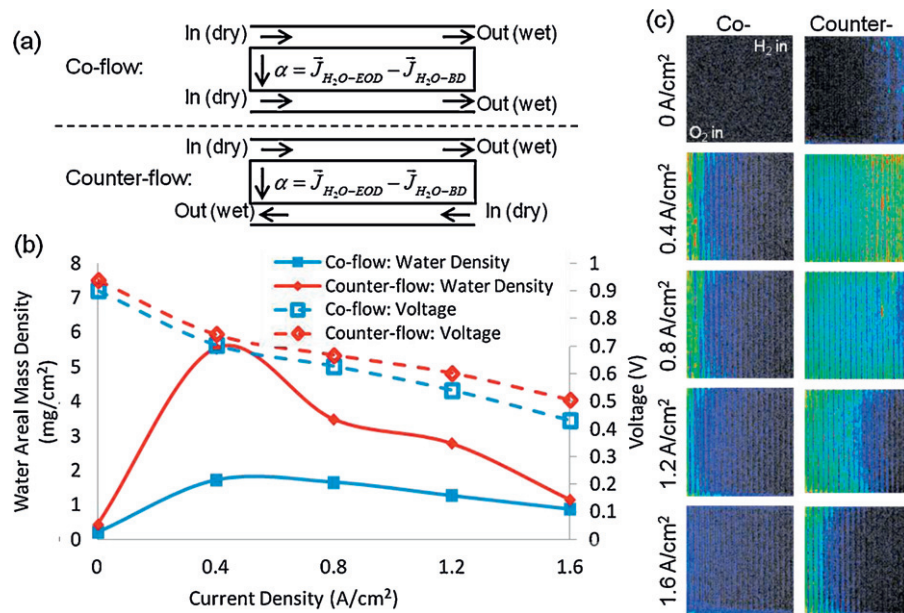 (a)
In (dry)
Out (wet)
Co-flow:
α = J̄_{H₂O-EOD} − J̄_{H₂O-BD}
In (dry)
Out (wet)
In (dry)
Out (wet)
Counter-flow:
α = J̄_{H₂O-EOD} − J̄_{H₂O-BD}
Out (wet)
In (dry)
(b)
Water Areal Mass Density
(mg/cm²)
8
7
6
5
4
3
2
1
0
Co-flow: Water Density
Counter-flow: Water Density
Co-flow: Voltage
Counter-flow: Voltage
1
0.9
0.8
0.7
0.6
0.5
0.4
0.3
0.2
0.1
0
Voltage (V)
0 0.4 0.8 1.2 1.6
Current Density (A/cm²)
(c)
Co- Counter-
0 A/cm²
H₂ in
O₂ in
0.4 A/cm²
0.8 A/cm²
1.2 A/cm²
1.6 A/cm²